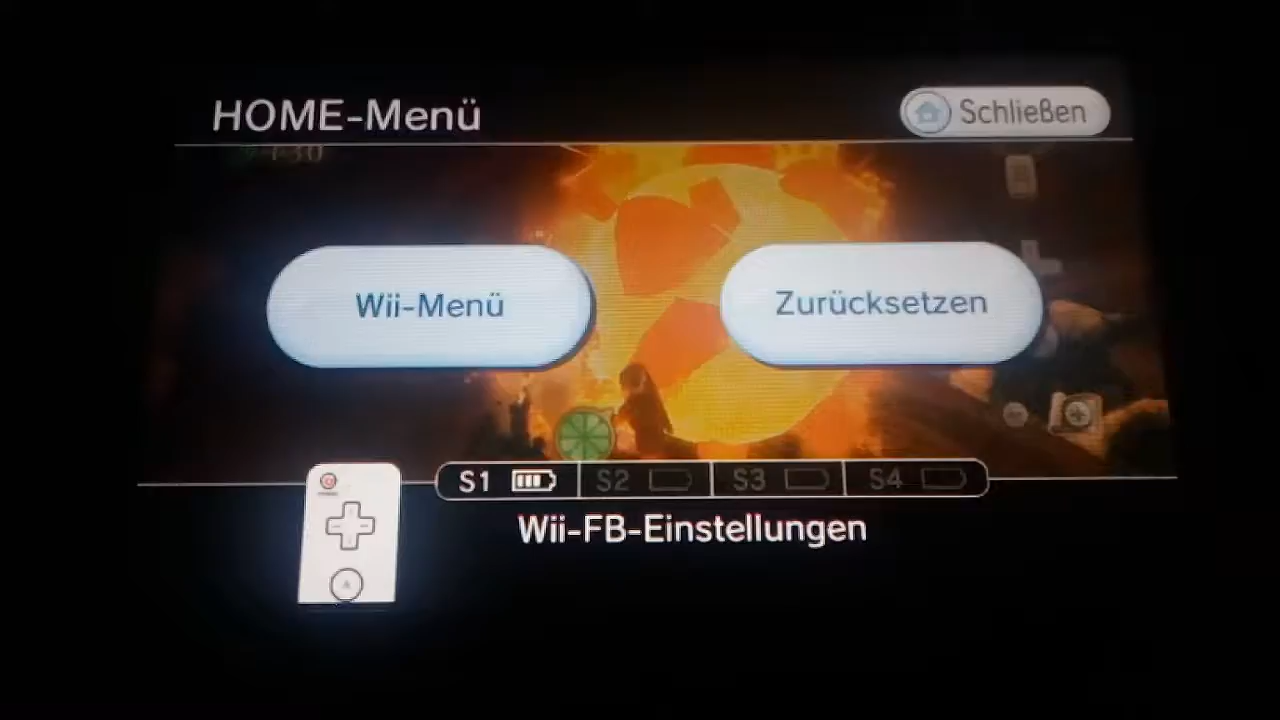 HOME-Menü
Schließen
Wii-Menü
Zurücksetzen
S1 S2 S3 S4
Wii-FB-Einstellungen
A